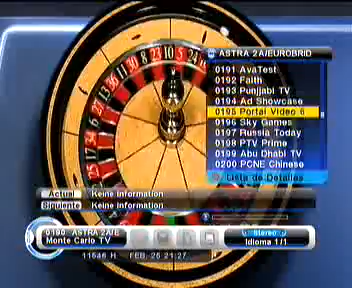 ASTRA 2A/EUROBRID
0191 AvaTest
0192 Faith
0193 Punjabi TV
0194 Ad Showcase
0195 Portal Video 6
0196 Sky Games
0197 Russia Today
0198 PTV Prime
0199 Abu Dhabi TV
0200 PCNE Chinese
Lista de Detalles
Actual Keine Information
Siguiente Keine Information
0190 ASTRA 2A/E
Monte Carlo TV
Stereo
Idioma 1/1
11546 H FEB, 25 21:27